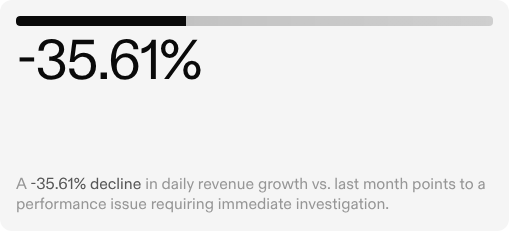 -35.61%
A -35.61% decline in daily revenue growth vs. last month points to a
performance issue requiring immediate investigation.